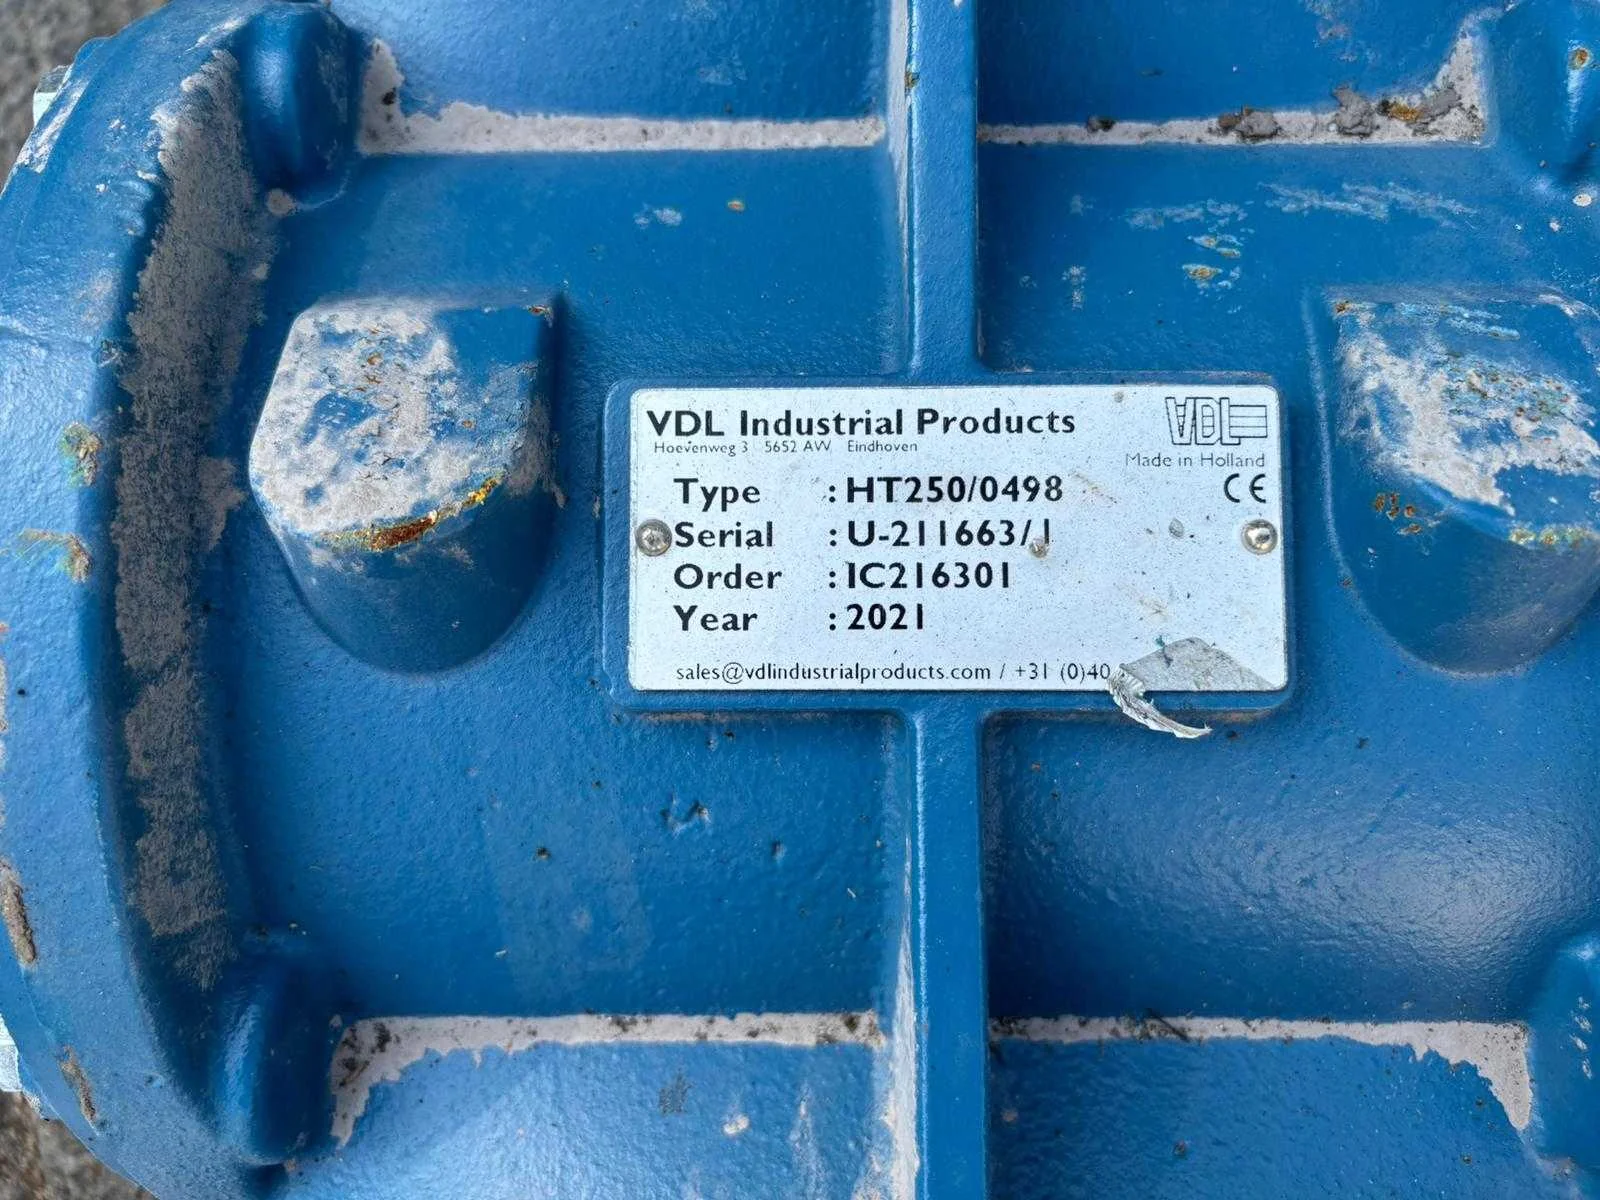 VDL Industrial Products
VDL
Hoevenweg 3 5652 AW Eindhoven
Made in Holland
Type : HT250/0498
CE
Serial : U-211663/1
Order : IC216301
Year : 2021
sales@vdlindustrialproducts.com / +31 (0)40